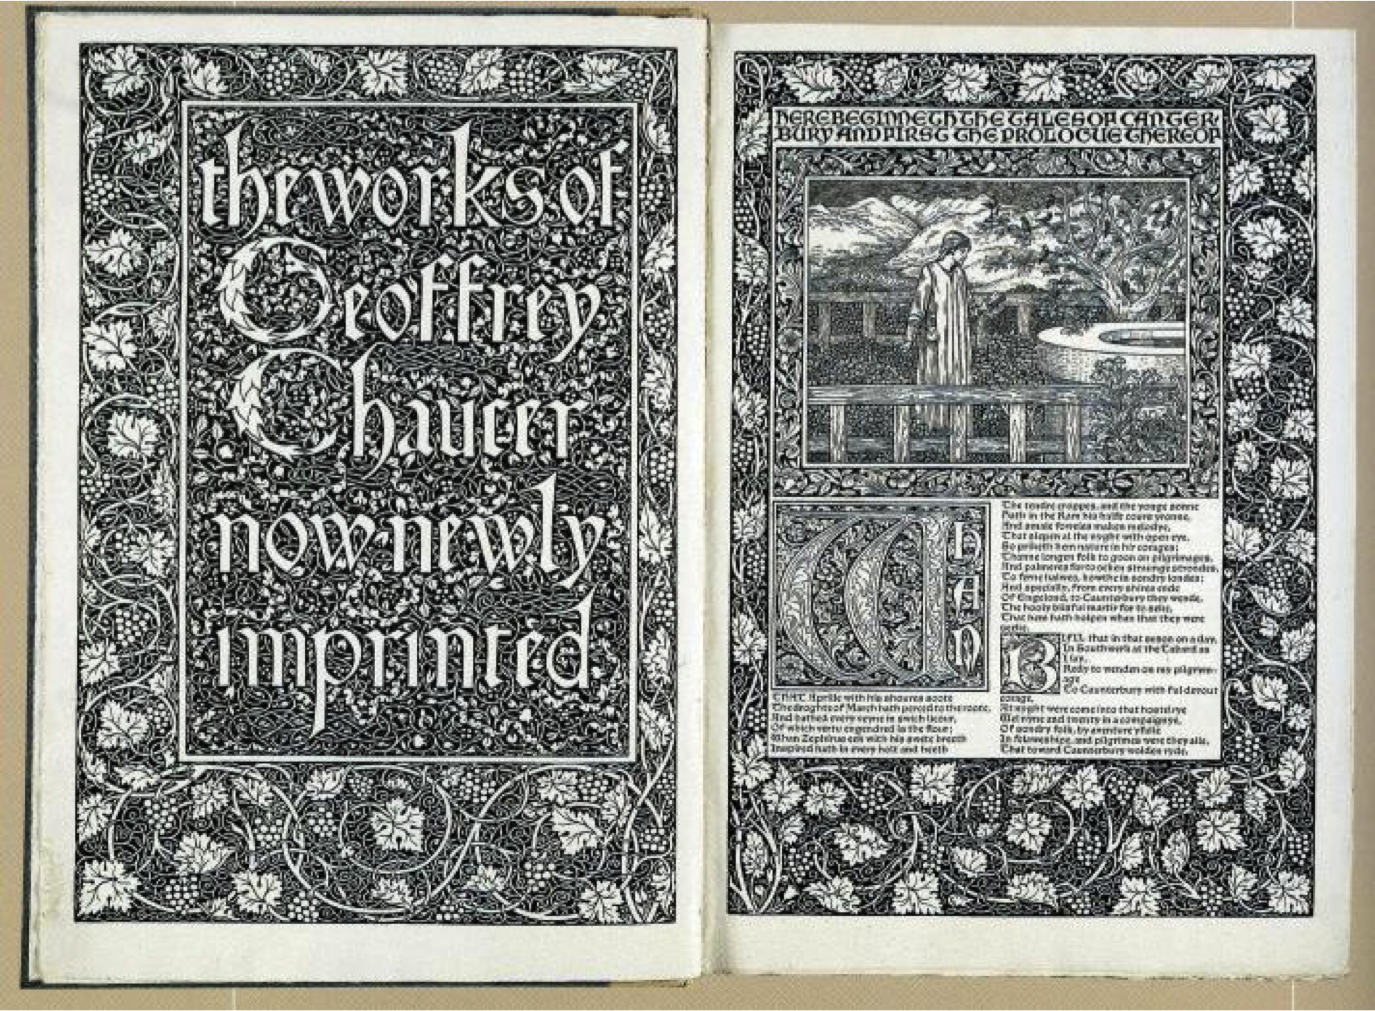 the works of
Geoffrey
Chaucer
now newly
imprinted
HERE BEGINNETH THE TALES OF CANTER
BURY AND FIRST THE PROLOGUE THEREOF
WHAN
THAT Aprille with his shoures soote
The droghte of March hath perced to the roote,
And bathed every veyne in swich licour,
Of which vertu engendred is the flour;
Whan Zephirus eek with his swete breeth
Inspired hath in every holt and heeth
The tendre croppes, and the yonge sonne
Hath in the Ram his halfe cours yronne,
And smale foweles maken melodye,
That slepen al the nyght with open eye,
So priketh hem nature in hir corages;
Thanne longen folk to goon on pilgrimages,
And palmeres for to seken straunge strondes,
To ferne halwes, kowthe in sondry londes;
And specially, from every shires ende
Of Engelond, to Caunterbury they wende,
The hooly blisful martir for to seke,
That hem hath holpen whan that they were
seeke.
BIFIL that in that seson on a day,
In Southwerk at the Tabard as
I lay,
Redy to wenden on my pilgrym-
age
To Caunterbury with ful devout
corage,
At nyght were come into that hostelrye
Wel nyne and twenty in a compaignye,
Of sondry folk, by aventure yfalle
In felaweshipe, and pilgrimes were they alle,
That toward Caunterbury wolden ryde.